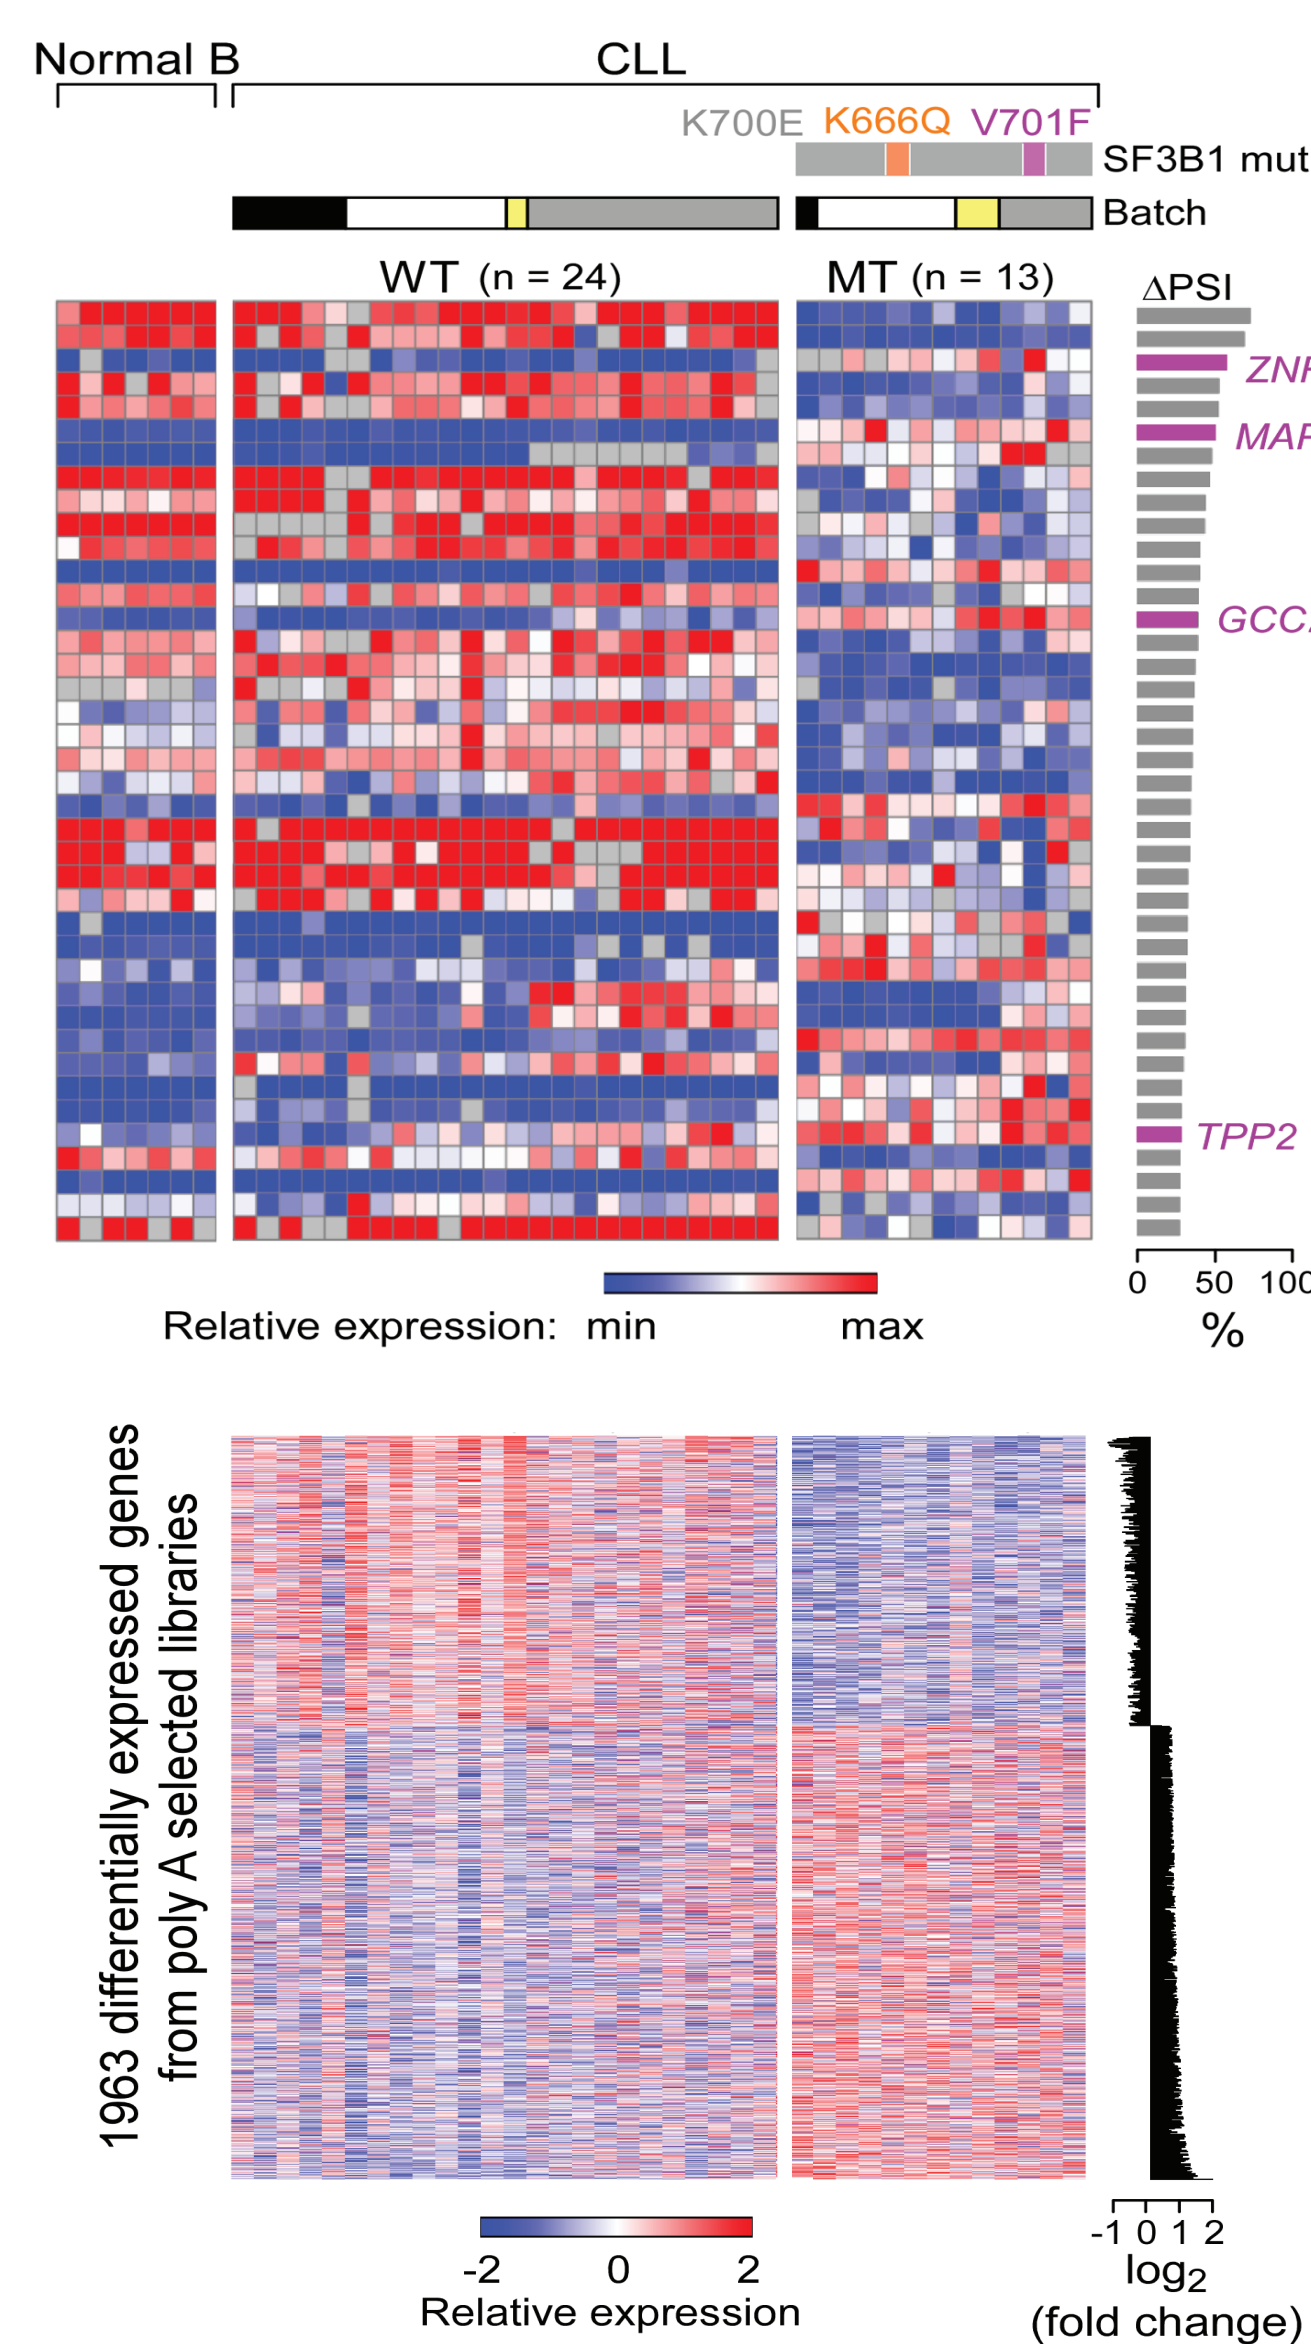 Normal B CLL
K700E K666Q V701F
SF3B1 mut
Batch
WT (n = 24) MT (n = 13) ΔPSI
TPP2
0 50 100
%
Relative expression: min max
1963 differentially expressed genes
from poly A selected libraries
-2 0 2
Relative expression
-1 0 1 2
log2
(fold change)